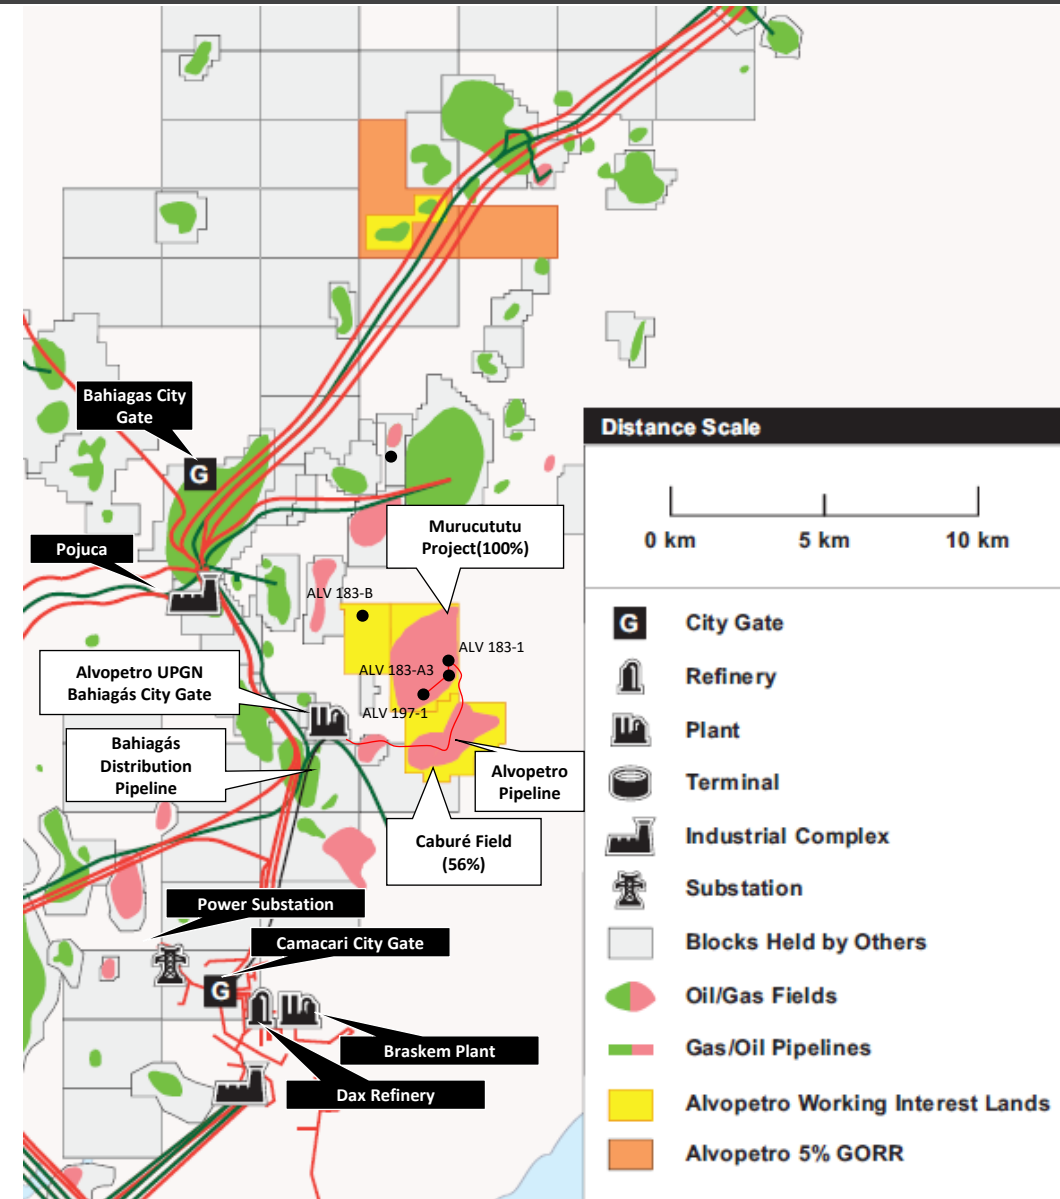 Bahiagas City
Gate
G
Pojuca
Murucututu
Project(100%)
ALV 183-B
ALV 183-1
ALV 183-A3
ALV 197-1
Alvopetro UPGN
Bahiagás City Gate
Bahiagás
Distribution
Pipeline
Alvopetro
Pipeline
Caburé Field
(56%)
Power Substation
Camacari City Gate
G
Braskem Plant
Dax Refinery
Distance Scale
0 km 5 km 10 km
G City Gate
Refinery
Plant
Terminal
Industrial Complex
Substation
Blocks Held by Others
Oil/Gas Fields
Gas/Oil Pipelines
Alvopetro Working Interest Lands
Alvopetro 5% GORR